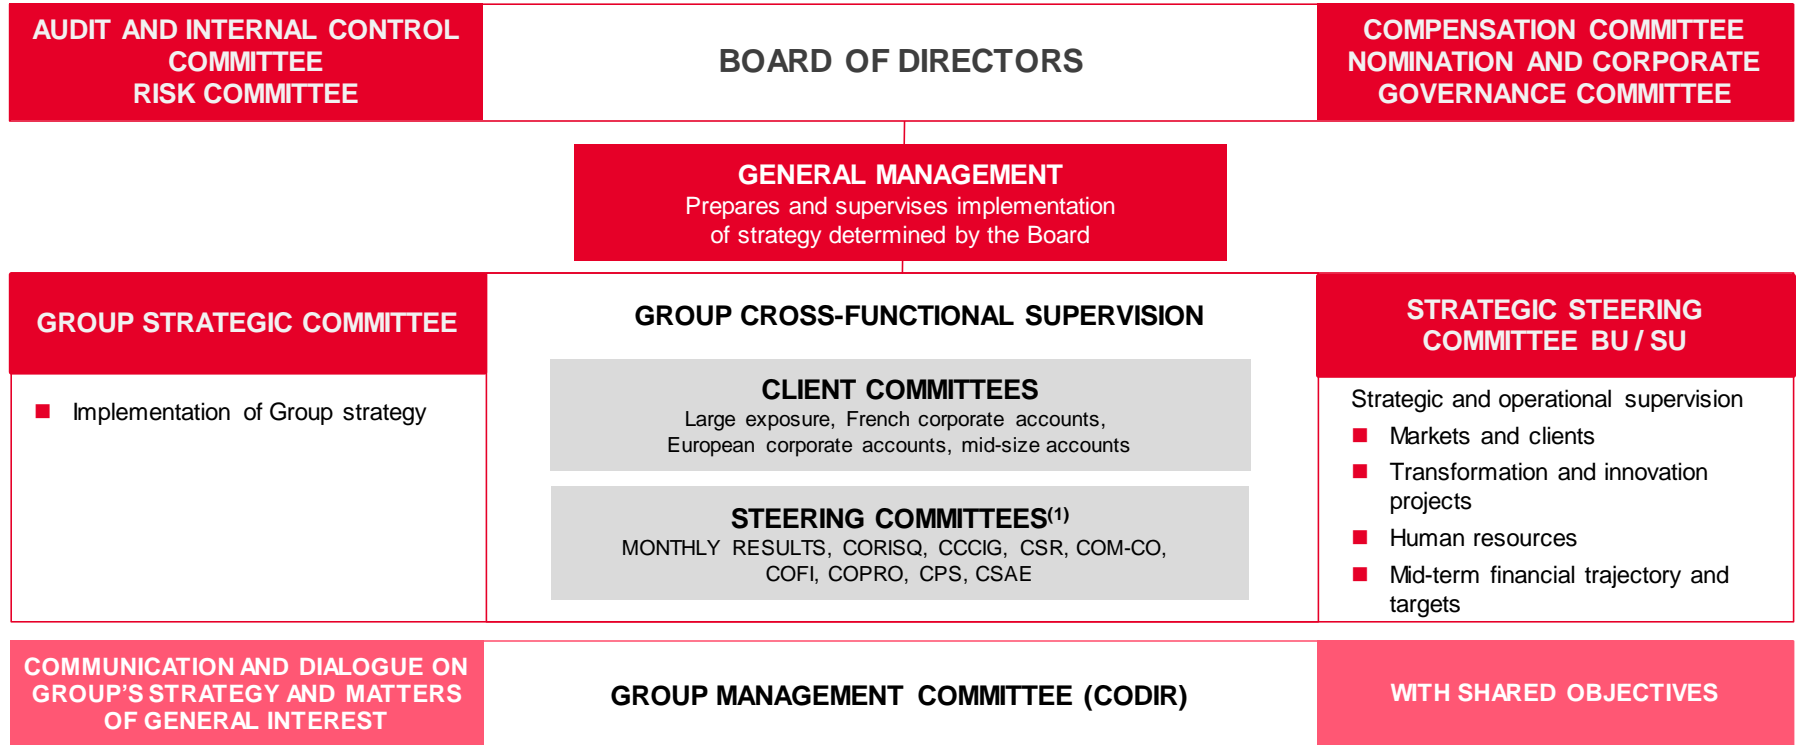 AUDIT AND INTERNAL CONTROL
COMMITTEE
RISK COMMITTEE
BOARD OF DIRECTORS
COMPENSATION COMMITTEE
NOMINATION AND CORPORATE
GOVERNANCE COMMITTEE
GENERAL MANAGEMENT
Prepares and supervises implementation
of strategy determined by the Board
GROUP STRATEGIC COMMITTEE
Implementation of Group strategy
GROUP CROSS-FUNCTIONAL SUPERVISION
CLIENT COMMITTEES
Large exposure, French corporate accounts,
European corporate accounts, mid-size accounts
STEERING COMMITTEES(1)
MONTHLY RESULTS, CORISQ, CCCIG, CSR, COM-CO,
COFI, COPRO, CPS, CSAE
STRATEGIC STEERING
COMMITTEE BU / SU
Strategic and operational supervision
Markets and clients
Transformation and innovation
projects
Human resources
Mid-term financial trajectory and
targets
COMMUNICATION AND DIALOGUE ON
GROUP'S STRATEGY AND MATTERS
OF GENERAL INTEREST
GROUP MANAGEMENT COMMITTEE (CODIR)
WITH SHARED OBJECTIVES